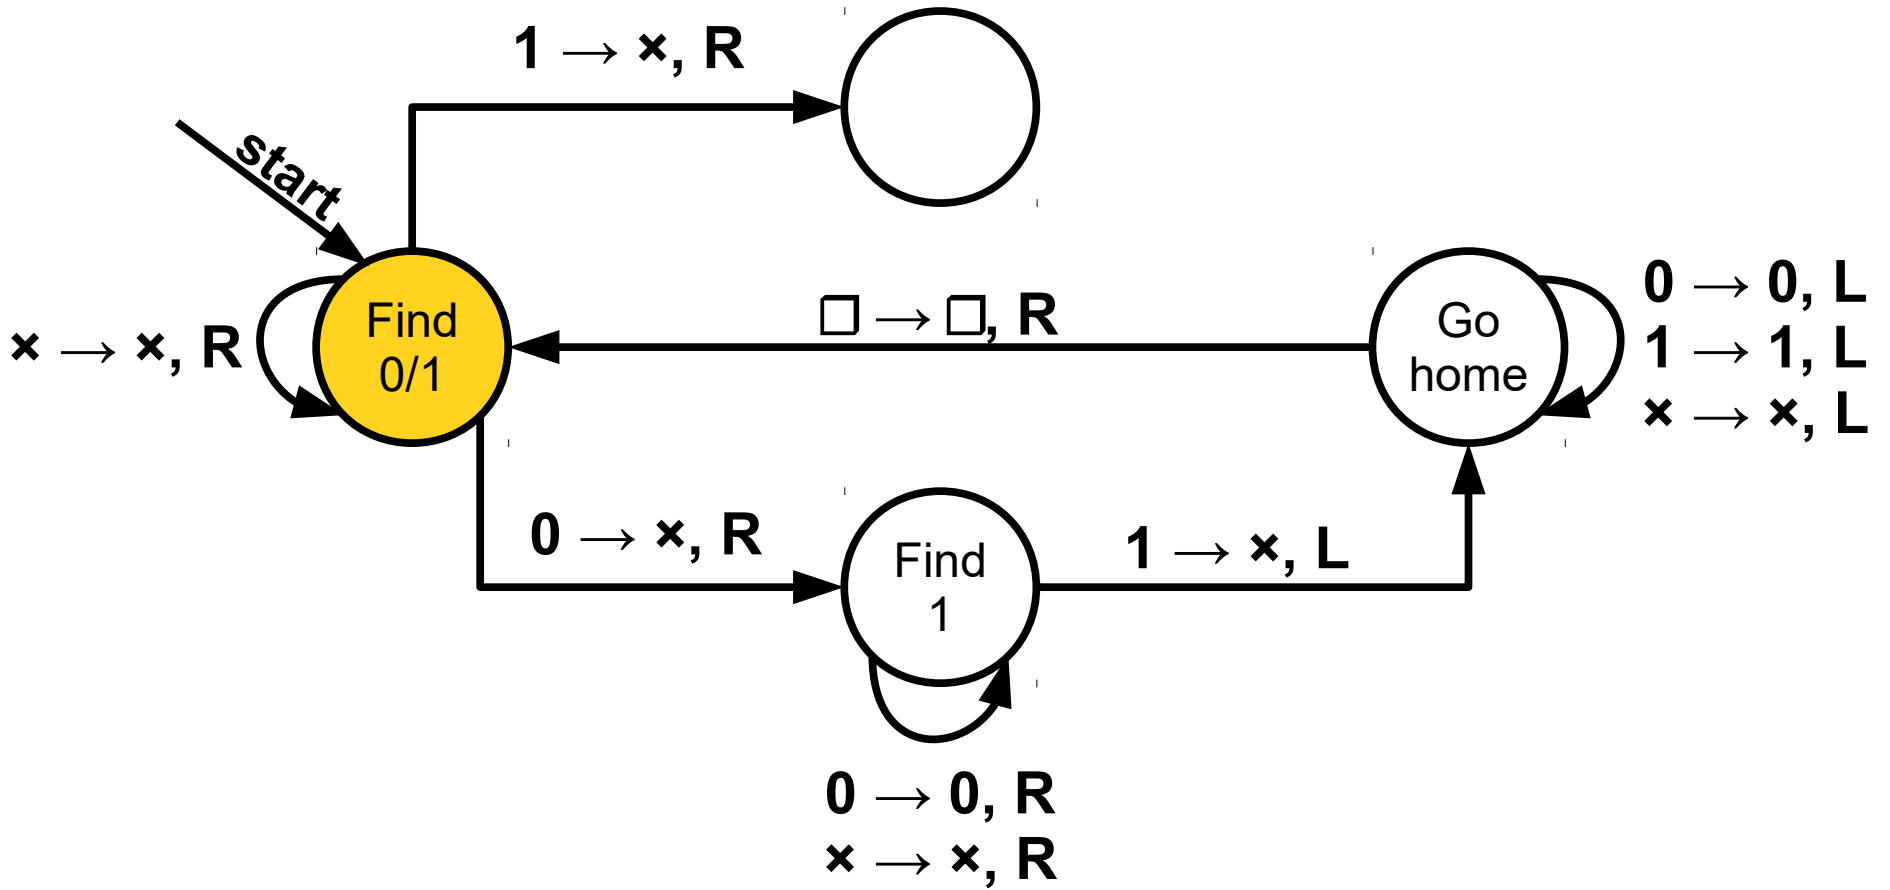 1 → ×, R
start
Find
0/1
× → ×, R
□ → □, R
Go
home
0 → 0, L
1 → 1, L
× → ×, L
0 → ×, R
Find
1
1 → ×, L
0 → 0, R
× → ×, R